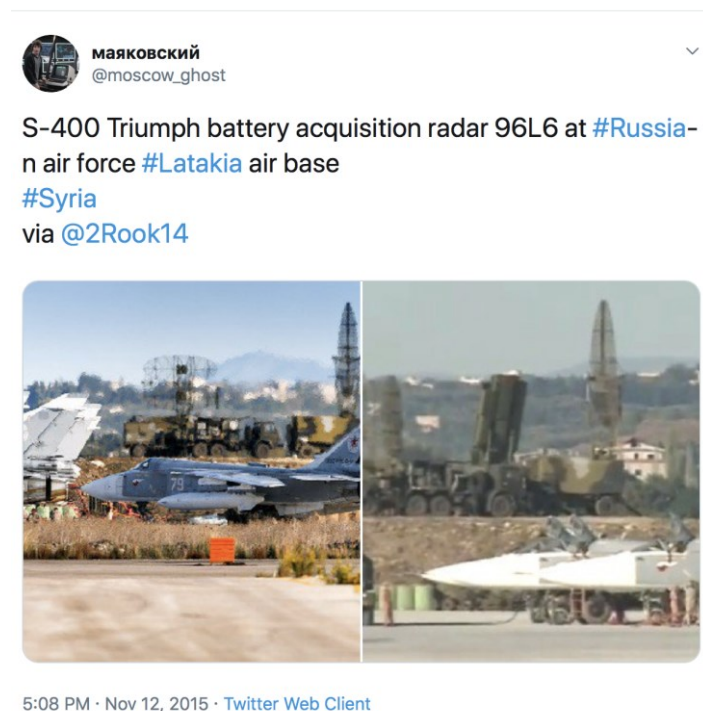 маяковский
@moscow_ghost
S-400 Triumph battery acquisition radar 96L6 at #Russia-
n air force #Latakia air base
#Syria
via @2Rook14
79
5:08 PM · Nov 12, 2015 · Twitter Web Client